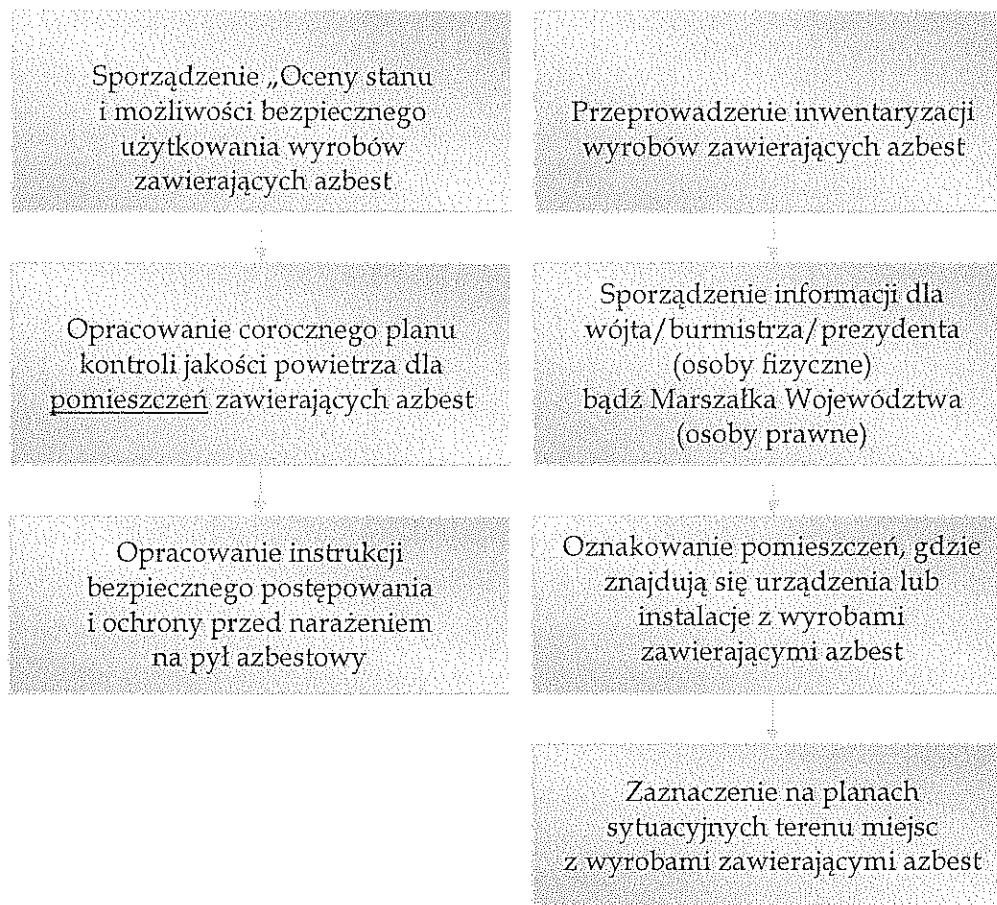 Sporządzenie „Oceny stanu
i możliwości bezpiecznego
użytkowania wyrobów
zawierających azbest
Opracowanie corocznego planu
kontroli jakości powietrza dla
pomieszczeń zawierających azbest
Opracowanie instrukcji
bezpiecznego postępowania
i ochrony przed narażeniem
na pył azbestowy
Przeprowadzenie inwentaryzacji
wyrobów zawierających azbest
Sporządzenie informacji dla
wójta/burmistrza/prezydenta
(osoby fizyczne)
bądź Marszałka Województwa
(osoby prawne)
Oznakowanie pomieszczeń, gdzie
znajdują się urządzenia lub
instalacje z wyrobami
zawierającymi azbest
Zaznaczenie na planach
sytuacyjnych terenu miejsc
z wyrobami zawierającymi azbest